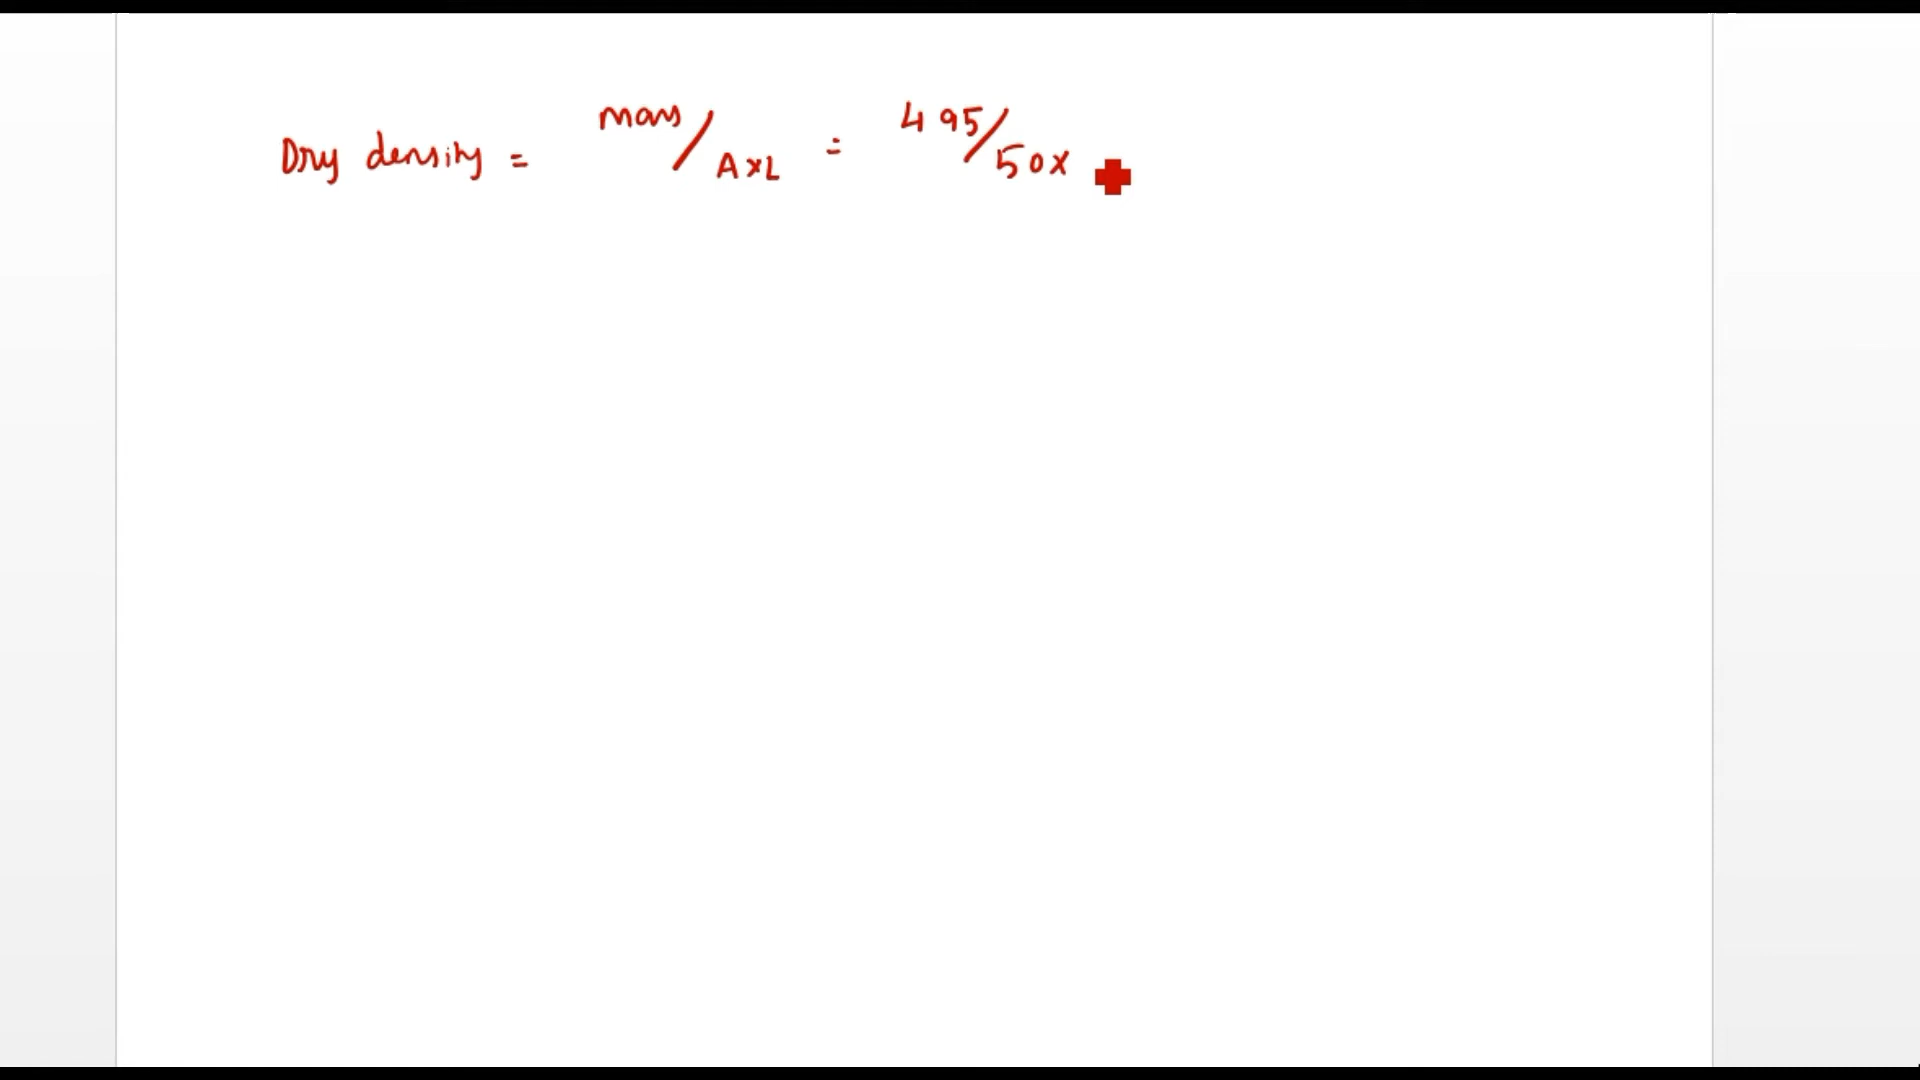 Dry density = mass/AxL = 495/50x